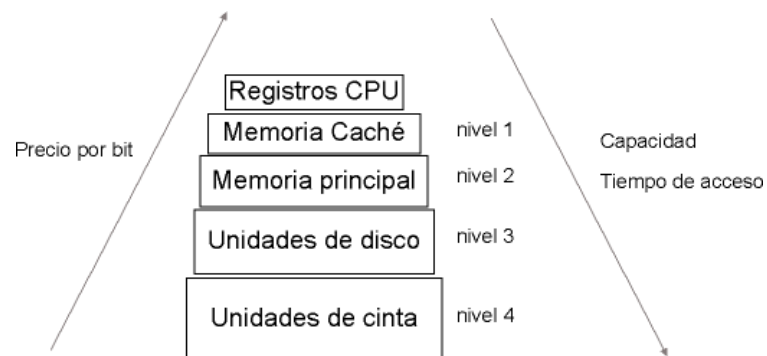 Registros CPU
Memoria Caché
nivel 1
Precio por bit
Capacidad
Memoria principal
nivel 2
Tiempo de acceso
Unidades de disco
nivel 3
Unidades de cinta
nivel 4